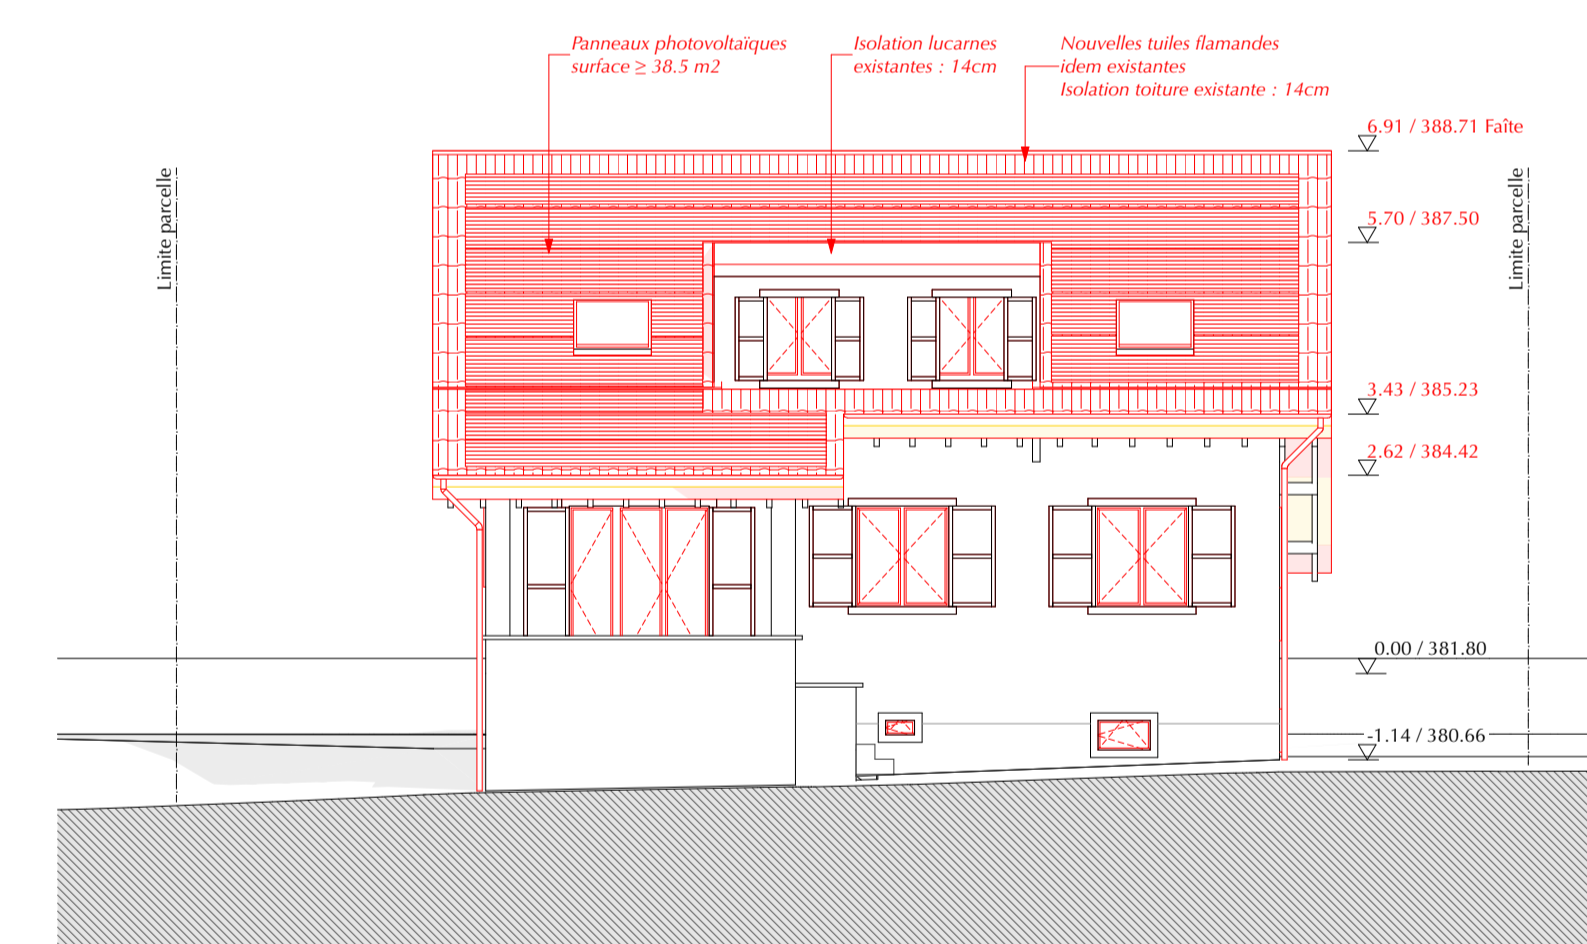 Panneaux photovoltaïques
surface ≥ 38.5 m2
Isolation lucarnes
existantes : 14cm
Nouvelles tuiles flamandes
idem existantes
Isolation toiture existante : 14cm
6.91 / 388.71 Faîte
Limite parcelle
Limite parcelle
5.70 / 387.50
3.43 / 385.23
2.62 / 384.42
0.00 / 381.80
-1.14 / 380.66